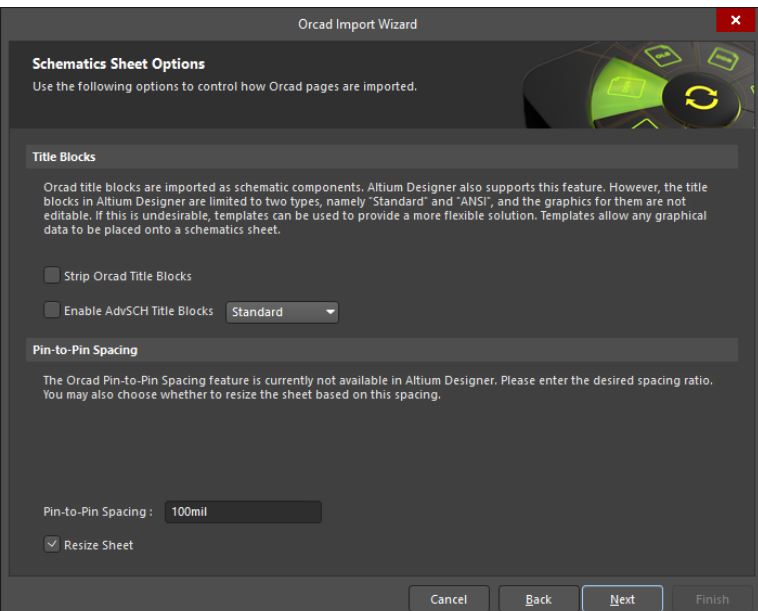 Orcad Import Wizard
Schematics Sheet Options
Use the following options to control how Orcad pages are imported.
Title Blocks
Orcad title blocks are imported as schematic components. Altium Designer also supports this feature. However, the title
blocks in Altium Designer are limited to two types, namely "Standard" and "ANSI", and the graphics for them are not
editable. If this is undesirable, templates can be used to provide a more flexible solution. Templates allow any graphical
data to be placed onto a schematics sheet.
Strip Orcad Title Blocks
Enable AdvSCH Title Blocks Standard
Pin-to-Pin Spacing
The Orcad Pin-to-Pin Spacing feature is currently not available in Altium Designer. Please enter the desired spacing ratio.
You may also choose whether to resize the sheet based on this spacing.
Pin-to-Pin Spacing : 100mil
Resize Sheet
Cancel Back Next Finish